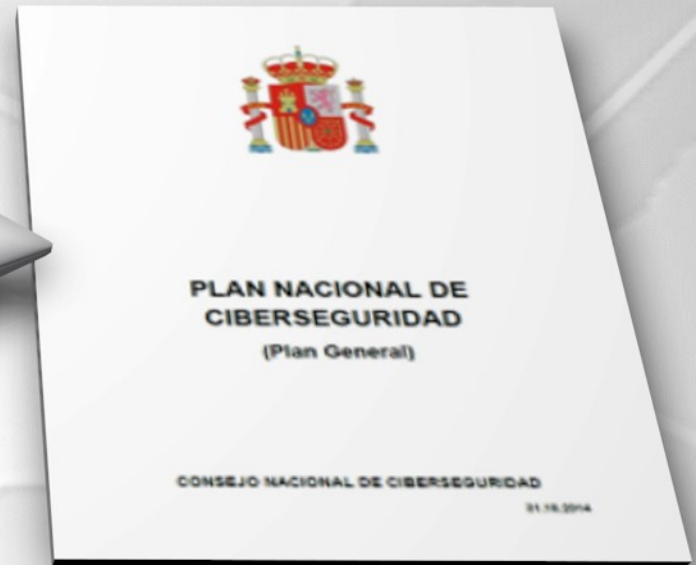 PLAN NACIONAL DE
CIBERSEGURIDAD
(Plan General)
CONSEJO NACIONAL DE CIBERSEGURIDAD